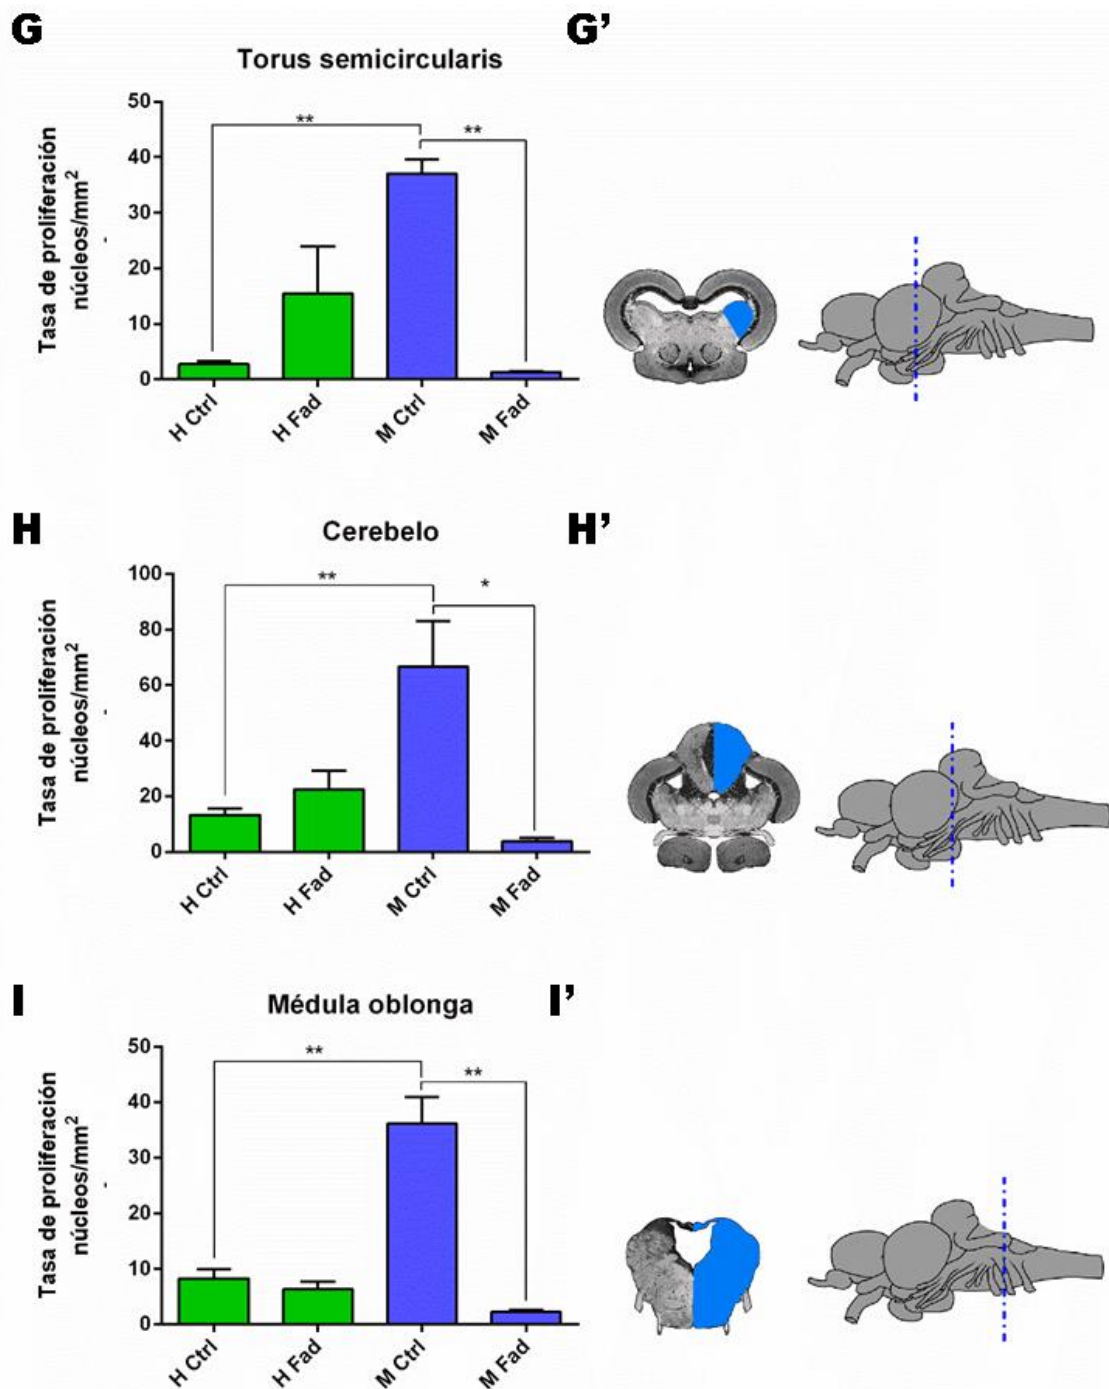 G
G’
Torus semicircularis
Tasa de proliferación
núcleos/mm²
50
40
30
20
10
0
**
**
H Ctrl
H Fad
M Ctrl
M Fad
H
H’
Cerebelo
Tasa de proliferación
núcleos/mm²
100
80
60
40
20
0
**
*
H Ctrl
H Fad
M Ctrl
M Fad
I
I’
Médula oblonga
Tasa de proliferación
núcleos/mm²
50
40
30
20
10
0
**
**
H Ctrl
H Fad
M Ctrl
M Fad